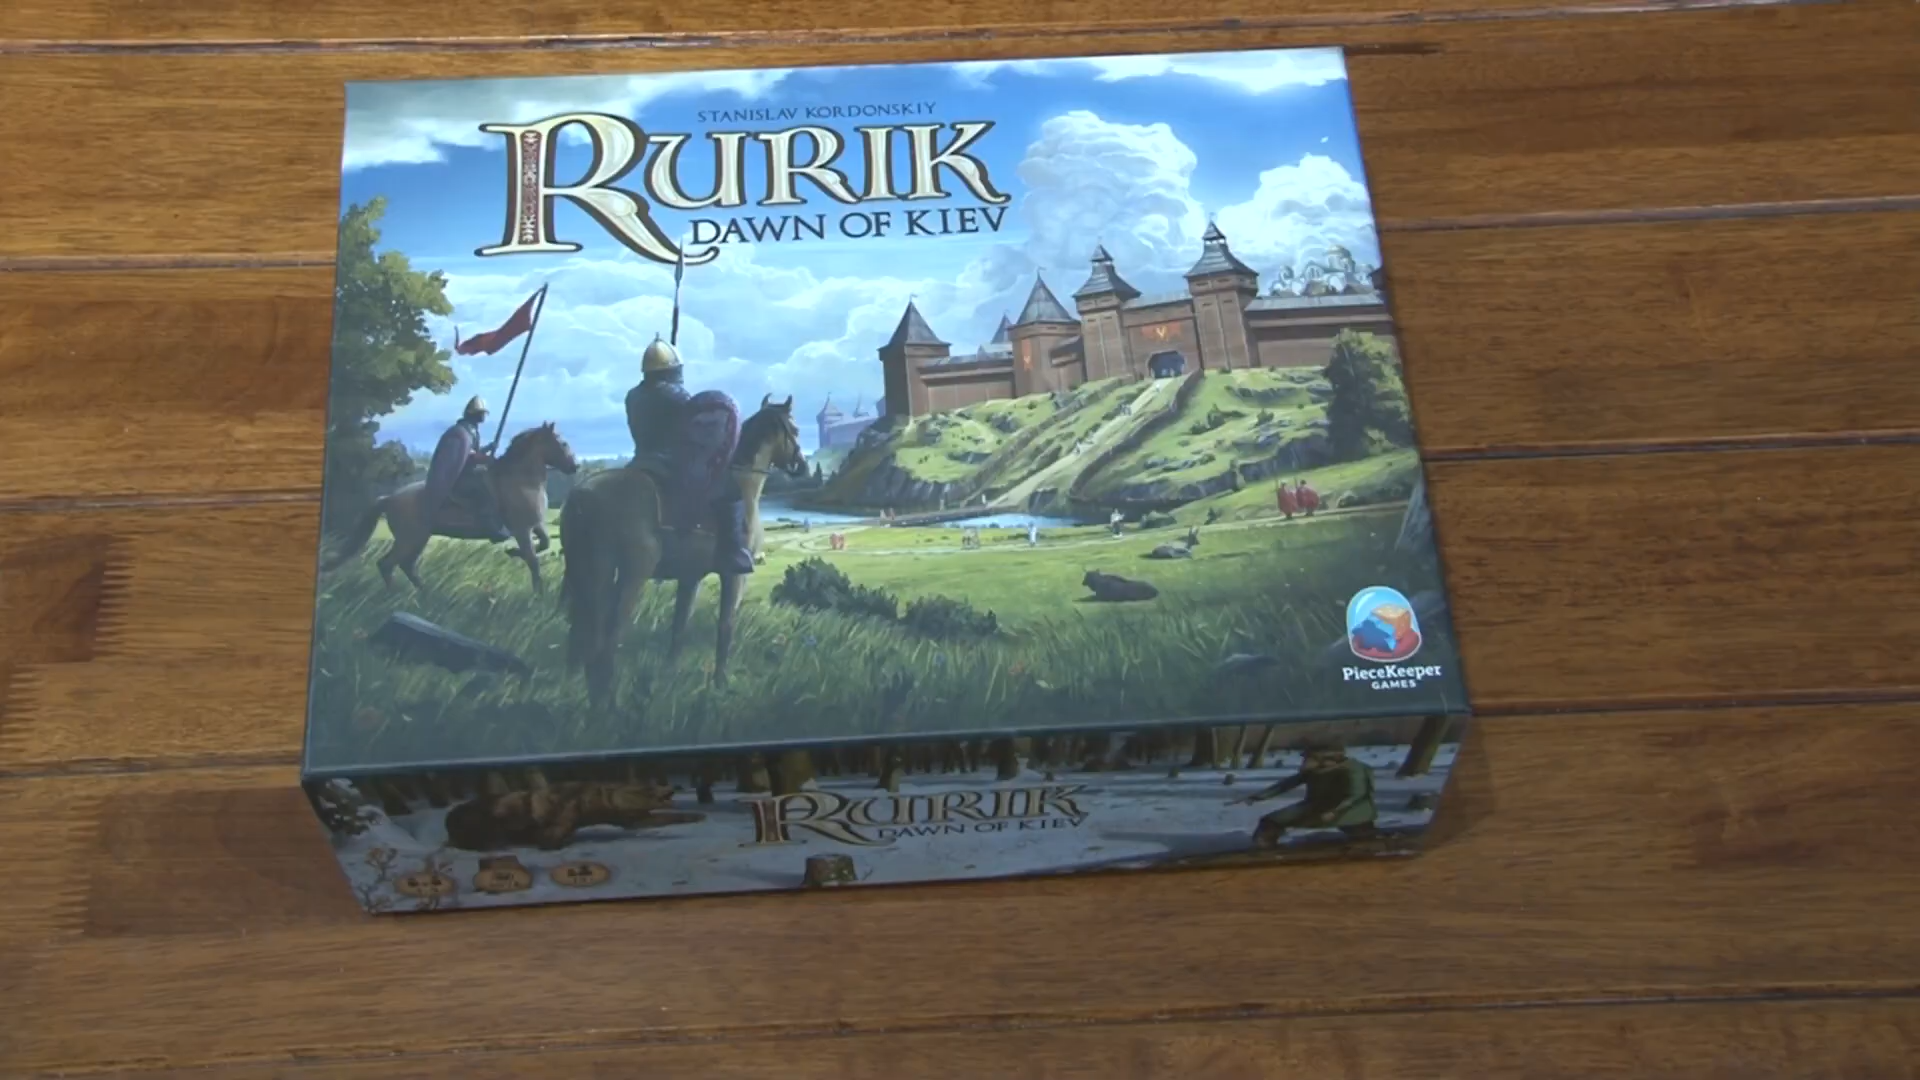 STANISLAV KORDONSKIY
RURIK
DAWN OF KIEV
PieceKeeper
GAMES
RURIK
DAWN OF KIEV